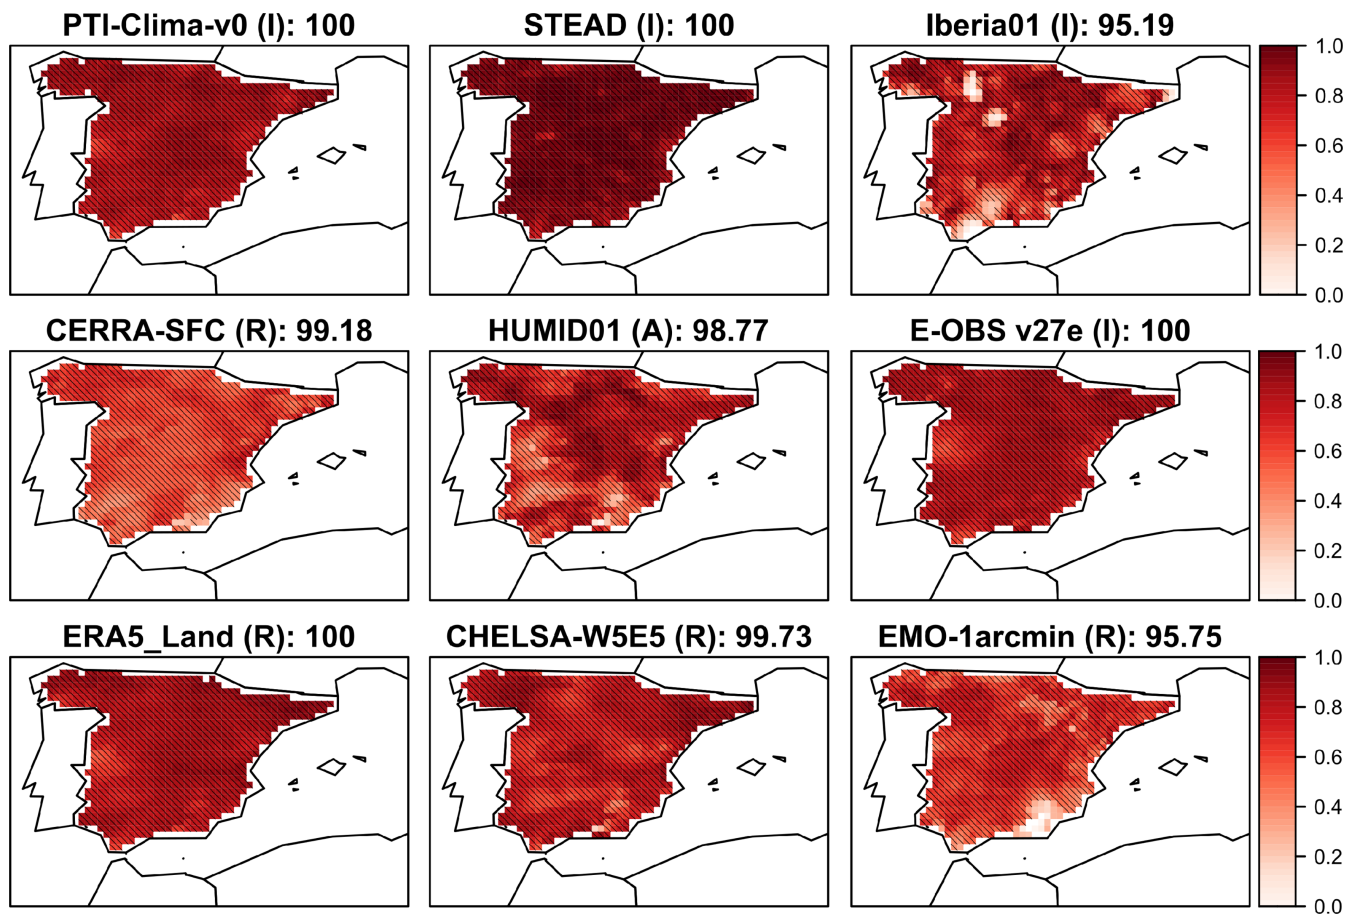 PTI-Clima-v0 (I): 100
STEAD (I): 100
Iberia01 (I): 95.19
1.0
0.8
0.6
0.4
0.2
0.0
CERRA-SFC (R): 99.18
HUMID01 (A): 98.77
E-OBS v27e (I): 100
1.0
0.8
0.6
0.4
0.2
0.0
ERA5_Land (R): 100
CHELSA-W5E5 (R): 99.73
EMO-1arcmin (R): 95.75
1.0
0.8
0.6
0.4
0.2
0.0